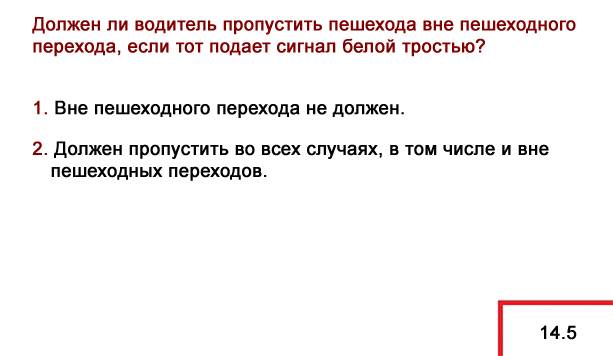 Должен ли водитель пропустить пешехода вне пешеходного
перехода, если тот подает сигнал белой тростью?
1. Вне пешеходного перехода не должен.
2. Должен пропустить во всех случаях, в том числе и вне
пешеходных переходов.
14.5